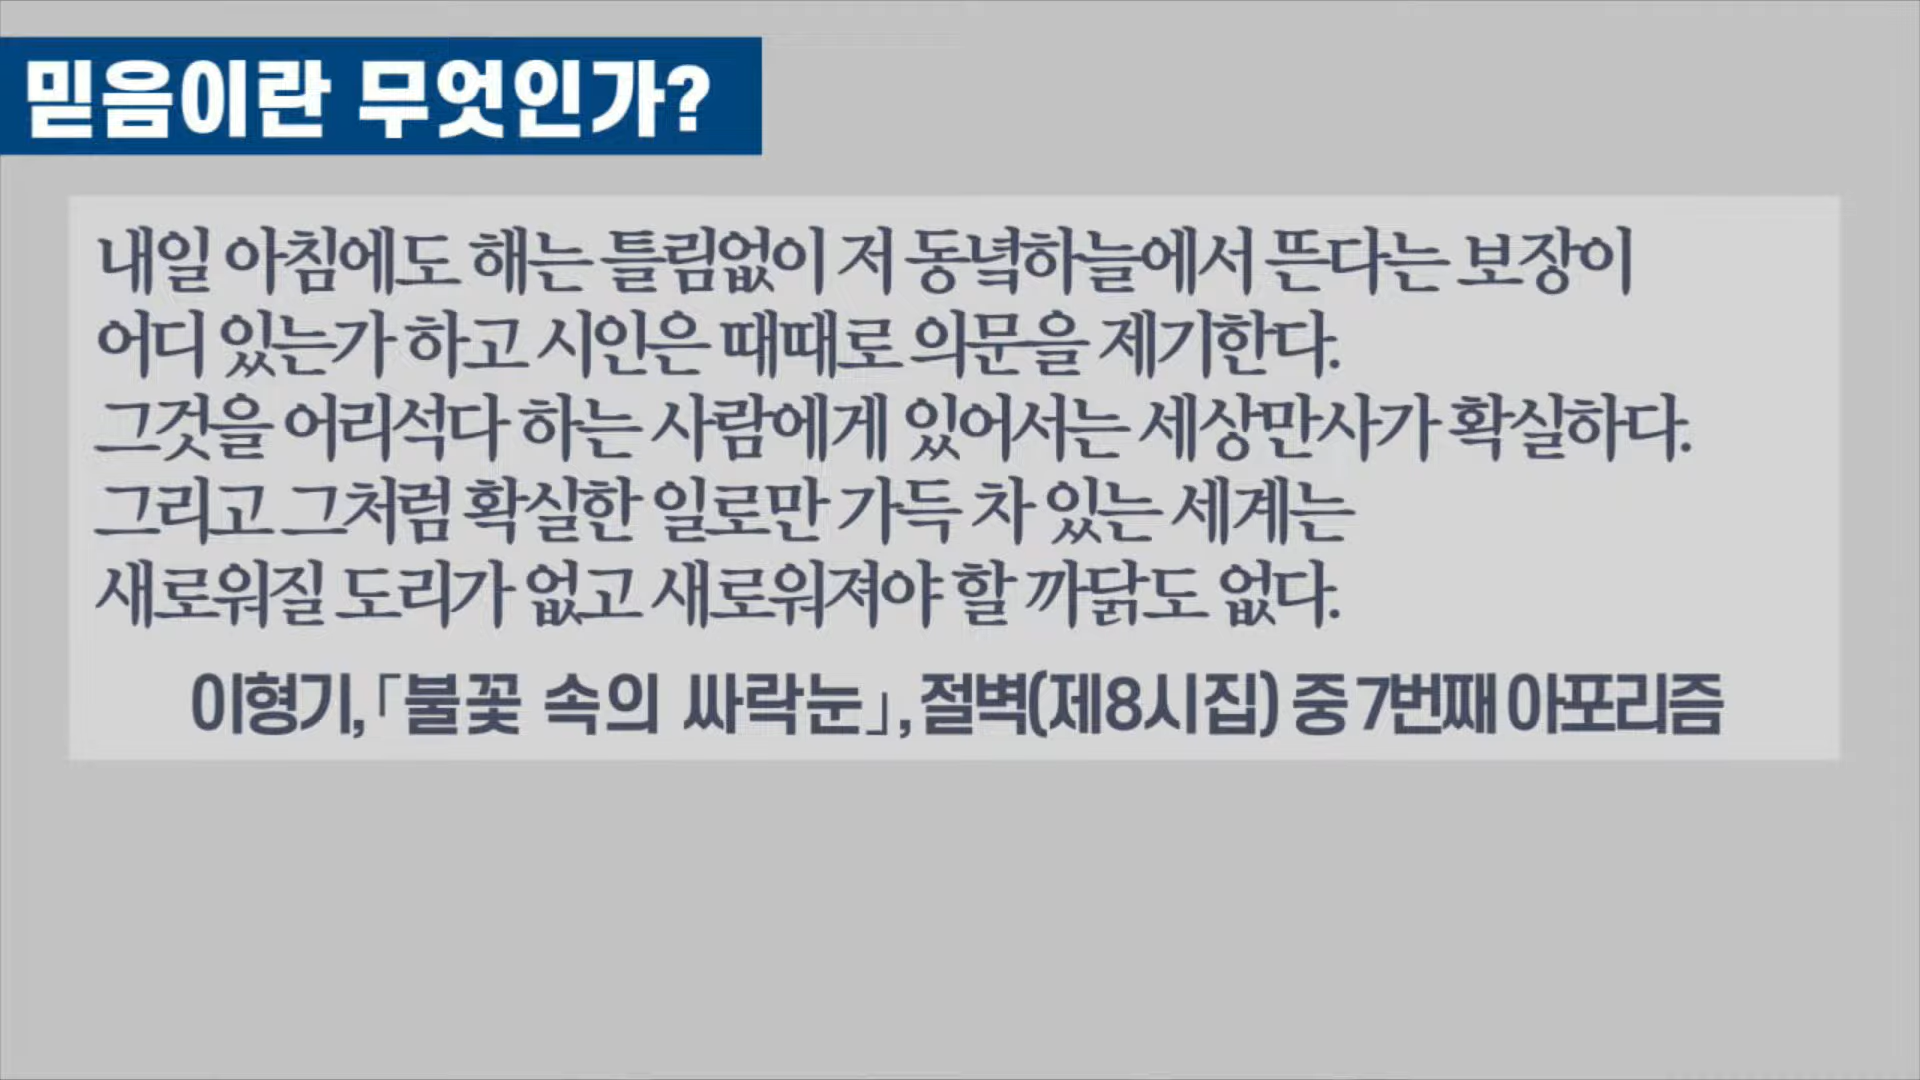 믿음이란 무엇인가?
내일 아침에도 해는 틀림없이 저 동녘하늘에서 뜬다는 보장이
어디 있는가 하고 시인은 때때로 의문을 제기한다.
그것을 어리석다 하는 사람에게 있어서는 세상만사가 확실하다.
그리고 그처럼 확실한 일로만 가득 차 있는 세계는
새로워질 도리가 없고 새로워져야 할 까닭도 없다.
이형기,「불꽃 속의 싸락눈」, 절벽(제8시집) 중 7번째 아포리즘